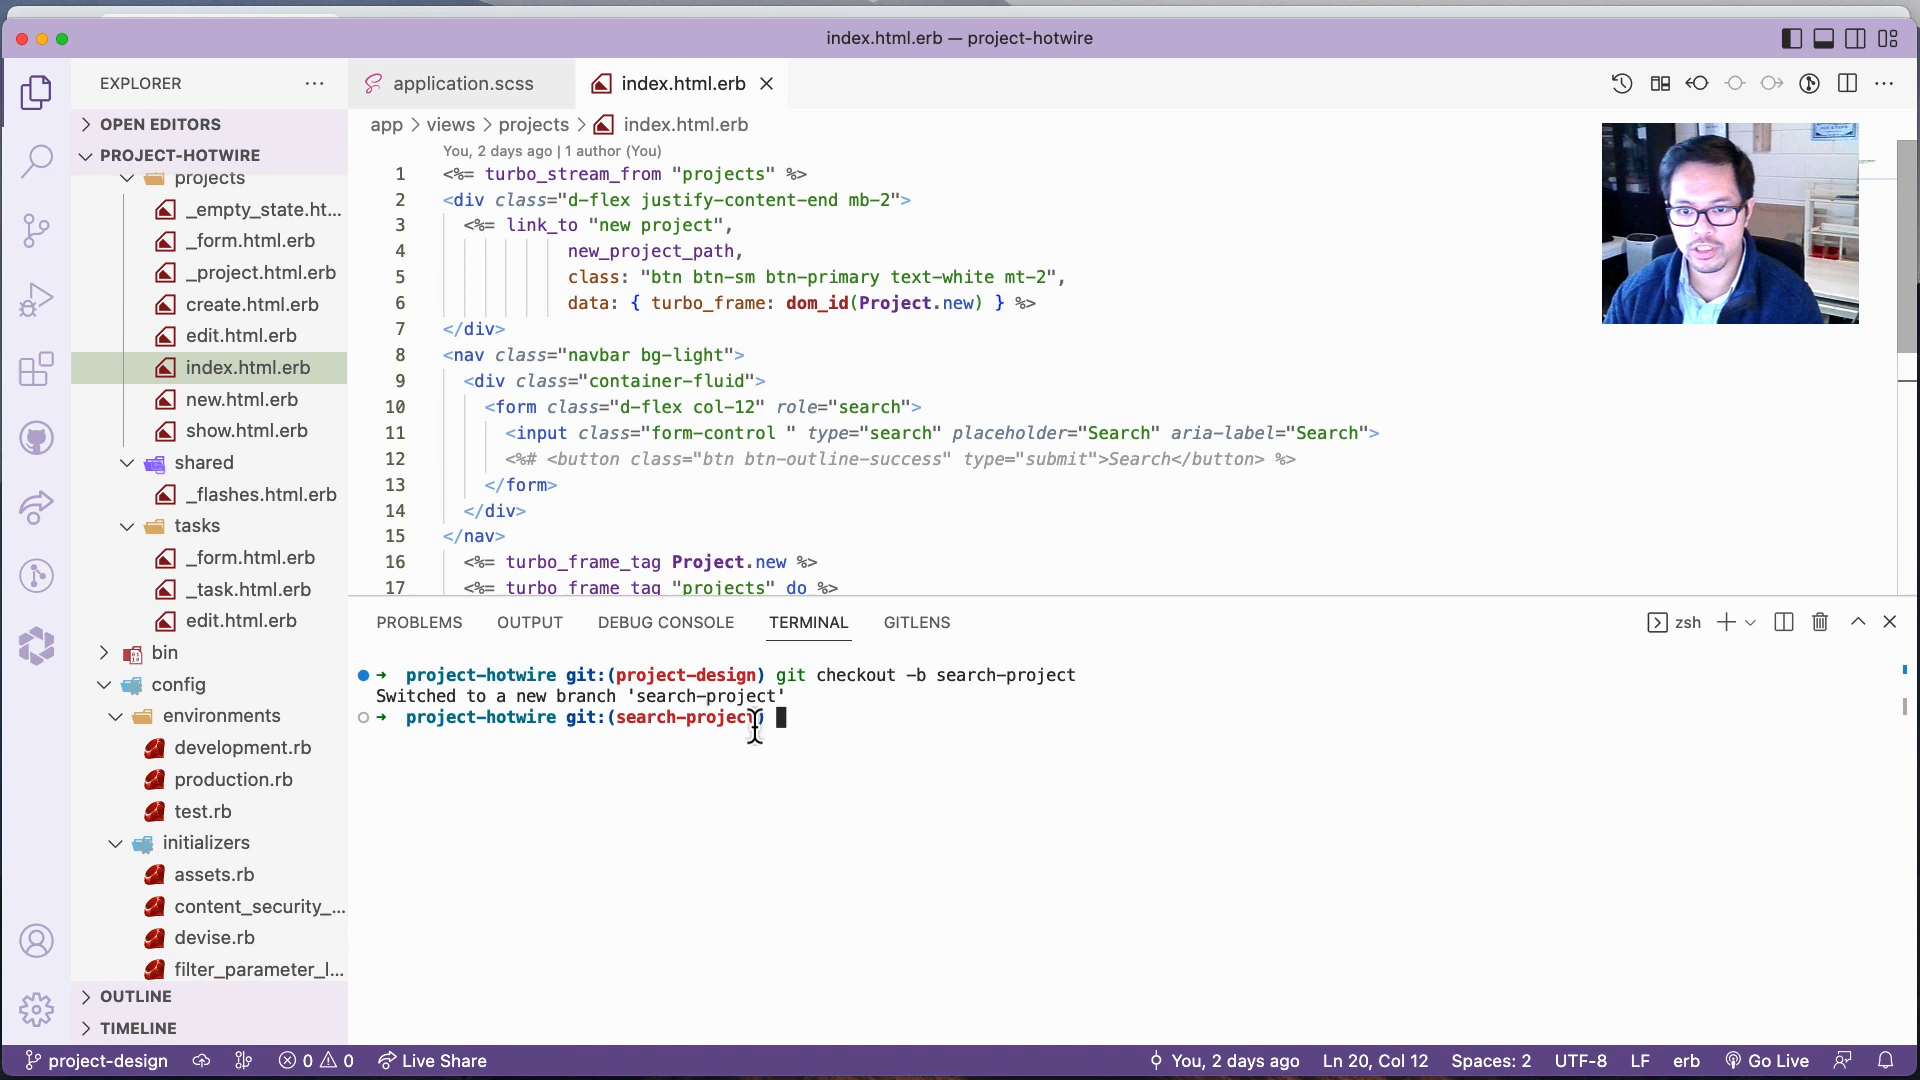 index.html.erb — project-hotwire
EXPLORER
application.scss
index.html.erb
OPEN EDITORS
PROJECT-HOTWIRE
projects
_empty_state.ht...
_form.html.erb
_project.html.erb
create.html.erb
edit.html.erb
index.html.erb
new.html.erb
show.html.erb
shared
_flashes.html.erb
tasks
_form.html.erb
_task.html.erb
edit.html.erb
bin
config
environments
development.rb
production.rb
test.rb
initializers
assets.rb
content_security_...
devise.rb
filter_parameter_l...
OUTLINE
TIMELINE
app > views > projects > index.html.erb
You, 2 days ago | 1 author (You)
1 <%= turbo_stream_from "projects" %>
2 <div class="d-flex justify-content-end mb-2">
3 <%= link_to "new project",
4 new_project_path,
5 class: "btn btn-sm btn-primary text-white mt-2",
6 data: { turbo_frame: dom_id(Project.new) } %>
7 </div>
8 <nav class="navbar bg-light">
9 <div class="container-fluid">
10 <form class="d-flex col-12" role="search">
11 <input class="form-control " type="search" placeholder="Search" aria-label="Search">
12 <%# <button class="btn btn-outline-success" type="submit">Search</button> %>
13 </form>
14 </div>
15 </nav>
16 <%= turbo_frame_tag Project.new %>
17 <%= turbo_frame_tag "projects" do %>
PROBLEMS OUTPUT DEBUG CONSOLE TERMINAL GITLENS
zsh
→ project-hotwire git:(project-design) git checkout -b search-project
Switched to a new branch 'search-project'
→ project-hotwire git:(search-project)
project-design 0 0 Live Share You, 2 days ago Ln 20, Col 12 Spaces: 2 UTF-8 LF erb Go Live